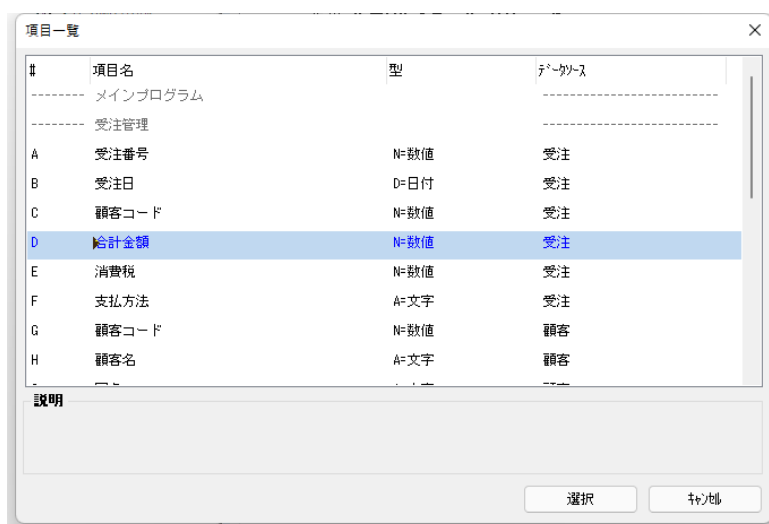 項目一覧
# 項目名 型 ﾃﾞｰﾀｿｰｽ
-------- メインプログラム ------------------------
-------- 受注管理 ------------------------
A 受注番号 N=数値 受注
B 受注日 D=日付 受注
C 顧客コード N=数値 受注
D 合計金額 N=数値 受注
E 消費税 N=数値 受注
F 支払方法 A=文字 受注
G 顧客コード N=数値 顧客
H 顧客名 A=文字 顧客
説明
選択 ｷｬﾝｾﾙ